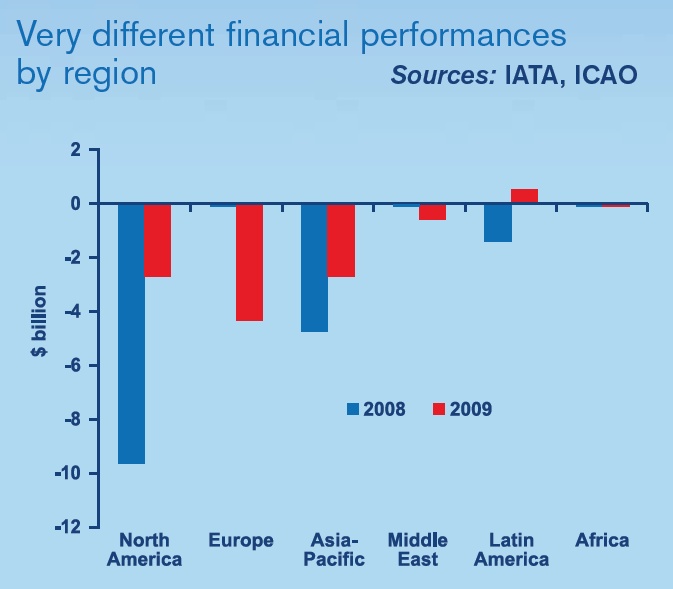 Very different financial performances
by region
Sources: IATA, ICAO
2
0
-2
-4
-6
-8
-10
-12
$ billion
2008
2009
North
America
Europe
Asia-
Pacific
Middle
East
Latin
America
Africa